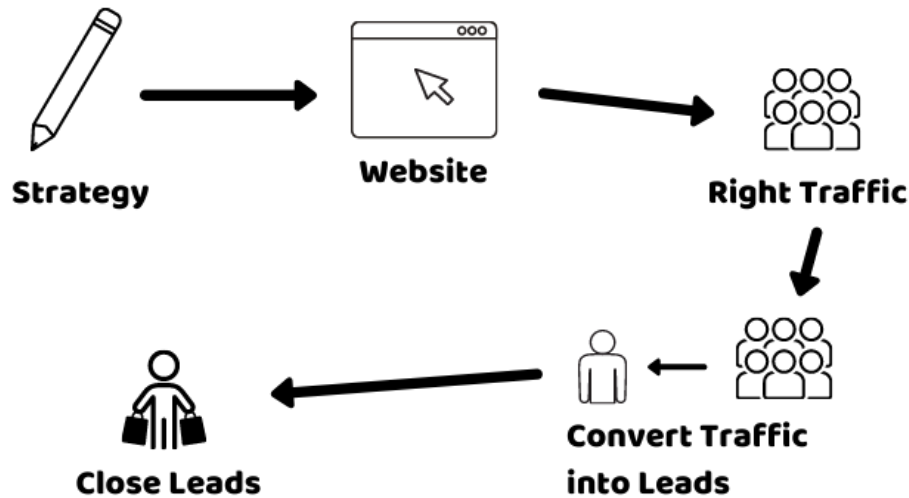 Strategy
Website
Right Traffic
Convert Traffic
into Leads
Close Leads